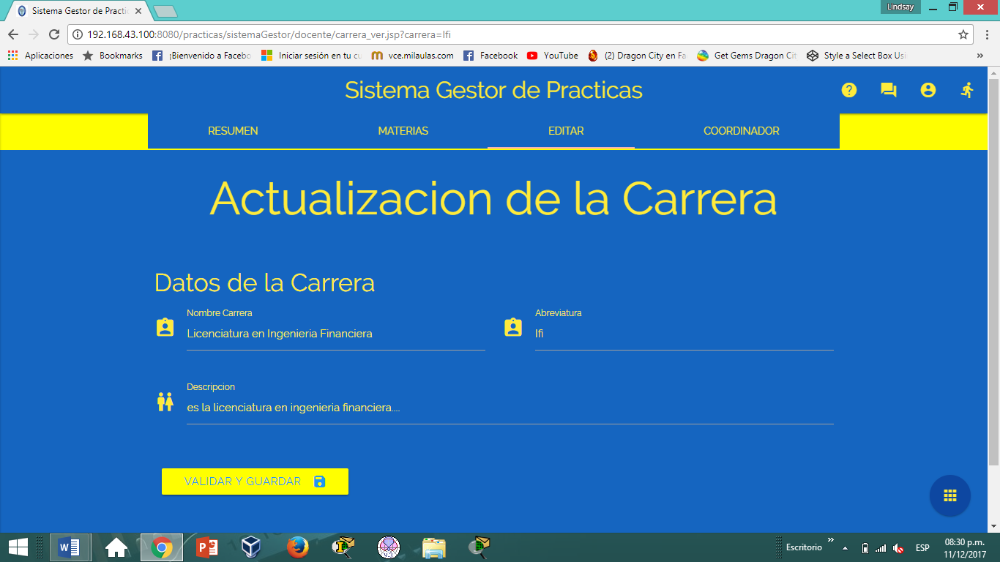 Sistema Gestor de Practic
Lindsay
192.168.43.100:8080/practicas/sistemaGestor/docente/carrera_ver.jsp?carrera=lfi
Aplicaciones Bookmarks ¡Bienvenido a Facebo Iniciar sesión en tu cu vce.milaulas.com Facebook YouTube (2) Dragon City en Fa Get Gems Dragon Cit Style a Select Box Usi »
Sistema Gestor de Practicas
RESUMEN MATERIAS EDITAR COORDINADOR
Actualizacion de la Carrera
Datos de la Carrera
Nombre Carrera Abreviatura
Licenciatura en Ingenieria Financiera lfi
Descripcion
es la licenciatura en ingenieria financiera....
VALIDAR Y GUARDAR
Escritorio » ESP 08:30 p.m.
11/12/2017